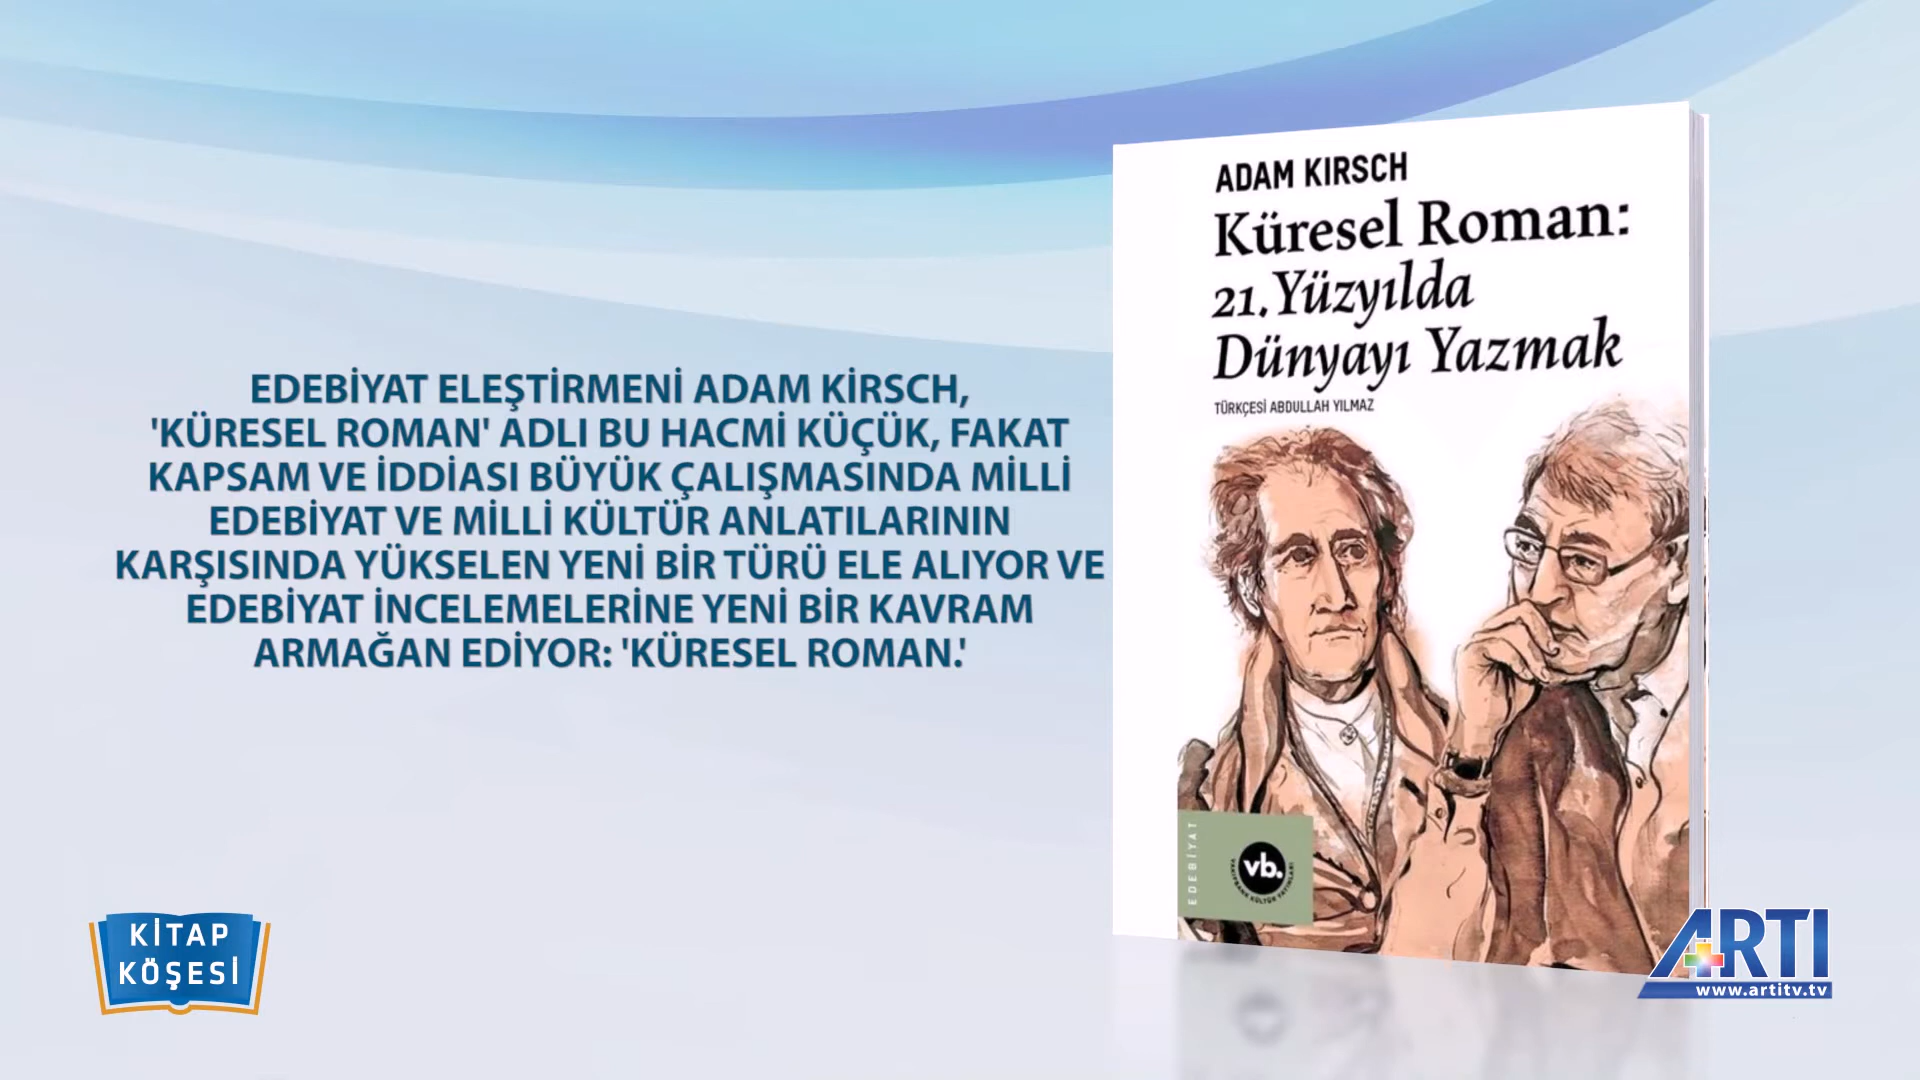 EDEBİYAT ELEŞTİRMENİ ADAM KİRSCH,
'KÜRESEL ROMAN' ADLI BU HACMİ KÜÇÜK, FAKAT
KAPSAM VE İDDİASI BÜYÜK ÇALIŞMASINDA MİLLİ
EDEBİYAT VE MİLLİ KÜLTÜR ANLATILARININ
KARŞISINDA YÜKSELEN YENİ BİR TÜRÜ ELE ALIYOR VE
EDEBİYAT İNCELEMELERİNE YENİ BİR KAVRAM
ARMAĞAN EDİYOR: 'KÜRESEL ROMAN.'
ADAM KIRSCH
Küresel Roman:
21. Yüzyılda
Dünyayı Yazmak
TÜRKÇESİ ABDULLAH YILMAZ
EDEBİYAT
vb.
VAKIFBANK KÜLTÜR YAYINLARI
KİTAP
KÖŞESİ
ARTI
www.artitv.tv